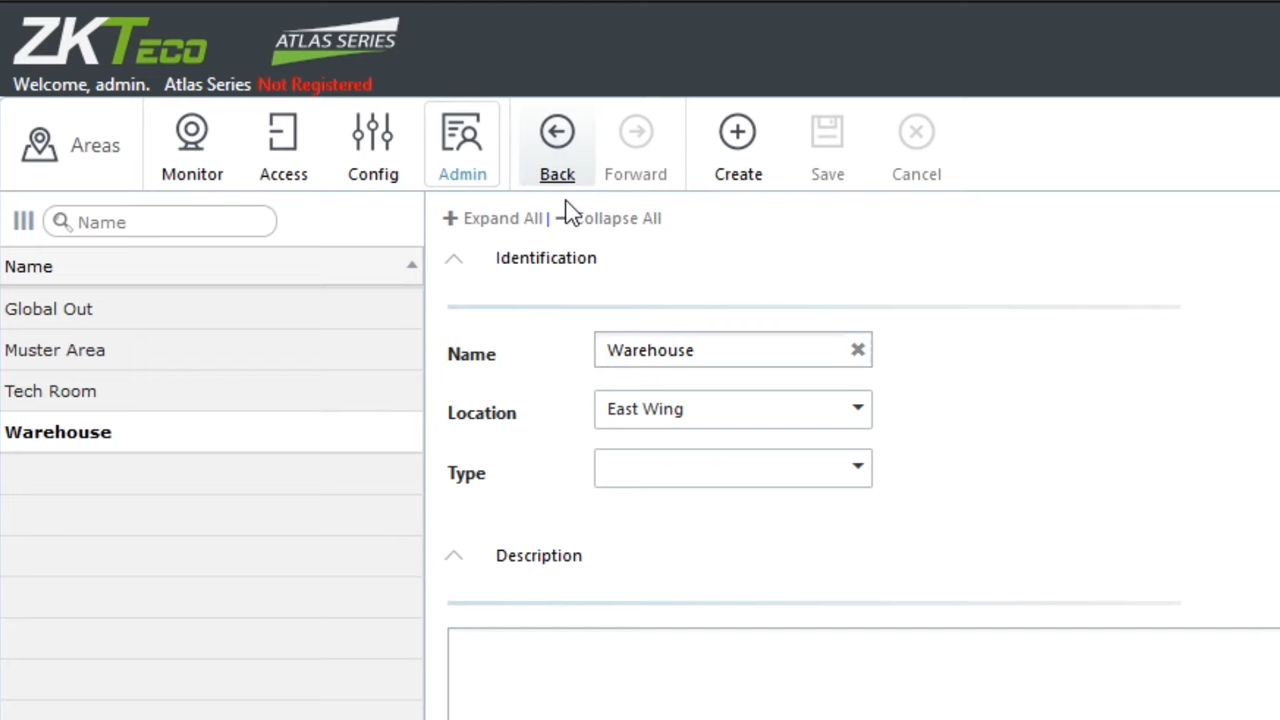 ZKTECO ATLAS SERIES
Welcome, admin. Atlas Series Not Registered
Areas Monitor Access Config Admin Back Forward Create Save Cancel
Name
Expand All | Collapse All
Name
Identification
Global Out
Muster Area
Tech Room
Warehouse
Name Warehouse
Location East Wing
Type
Description